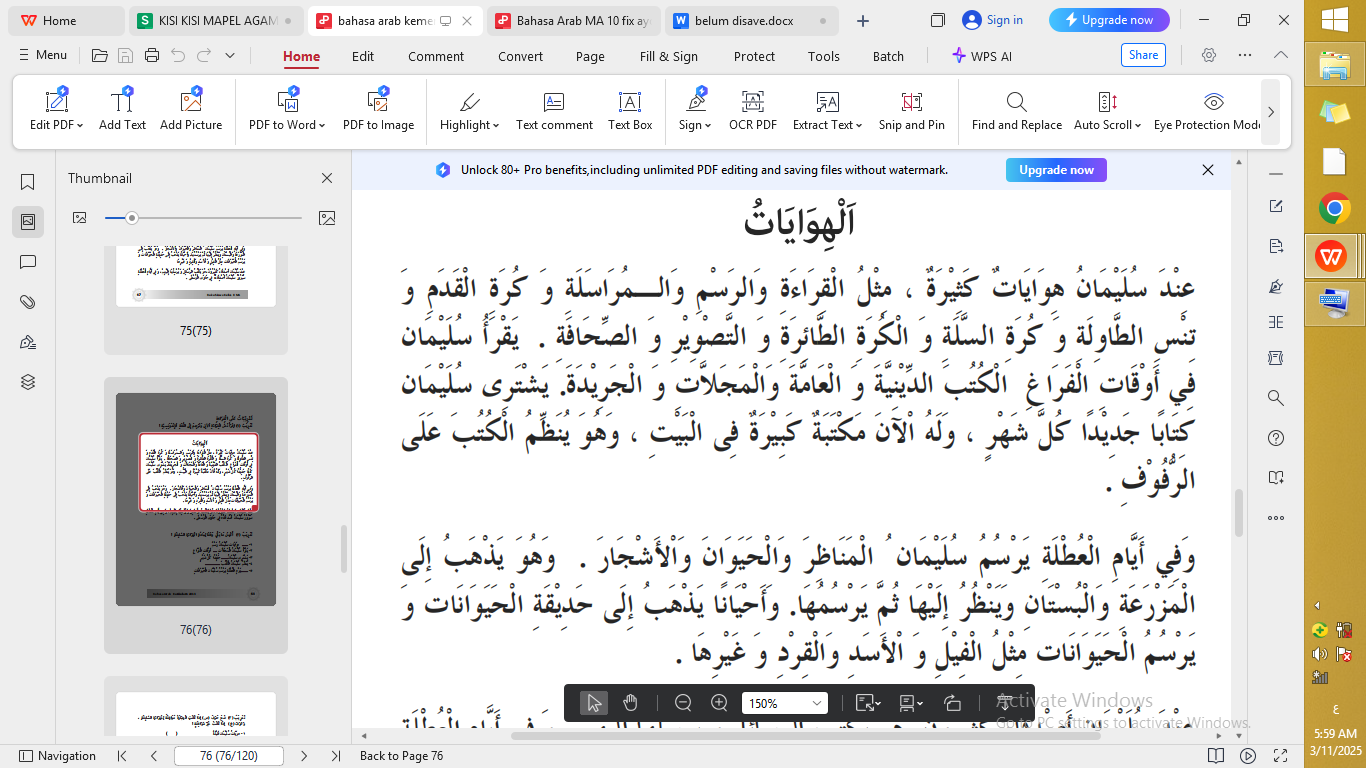 Home
KISI KISI MAPEL AGAM
bahasa arab keme
Bahasa Arab MA 10 fix ay
belum disave.docx
Sign in
Upgrade now
Menu
Home
Edit
Comment
Convert
Page
Fill & Sign
Protect
Tools
Batch
WPS AI
Share
Edit PDF
Add Text
Add Picture
PDF to Word
PDF to Image
Highlight
Text comment
Text Box
Sign
OCR PDF
Extract Text
Snip and Pin
Find and Replace
Auto Scroll
Eye Protection Mode
Thumbnail
Unlock 80+ Pro benefits,including unlimited PDF editing and saving files without watermark.
Upgrade now
75(75)
76(76)
اَلْهِوَايَاتُ
عِنْدَ سُلَيْمَانُ هِوَايَاتٌ كَثِيْرَةٌ ، مثْلُ الْقِرَاءَةِ وَالرَسْمِ وَالـــمُرَاسلَةِ وَ كُرَةِ الْقَدَمِ وَ
تِنْسِ الطَّاوِلَة وَ كُرَةِ السَّلَةِ وَ الْكُرَةِ الطَّائِرَةِ وَ التَّصْوِيْرِ و الصِّحَافَةِ . يَقْرَأُ سُلَيْمَان
فِي أَوْقَات الْفَرَاغِ الْكُتُبَ الدِّيْنِيَّةَ وَ الْعَامَّةَ وَالْمَجَلاَّت وَ الْجَرِيْدَةَ. يَشْتَرى سُلَيْمَان
كِتَابًا جَدِيْدًا كُلَّ شَهْرٍ ، وَلَهُ الْآنَ مَكْتَبَةٌ كَبِيْرَةٌ فِى الْبَيْتِ ، وَهُوَ يُنَظِّمُ الْكُتُبَ عَلَى
الرُّفُوْفِ .
وَفِي أَيَّامِ الْعُطْلَةِ يَرْسُمُ سُلَيْمَان ُ الْمَنَاظِرَ وَالْحَيَوَانَ وَالْأَشْجَارَ . وَهُوَ يَذْهَبُ إِلَى
الْمَزْرَعَةِ وَالْبُسْتَانِ وَيَنْظُرُ إِلَيْهَا ثُم يَرْسُمُهَا. وأَحْيَانًا يَذْهَبُ إِلَى حَدِيْقَةِ الْحَيَوَانات وَ
يَرْسُمُ الْحَيَوَانَات مِثْلُ الْفِيْلِ وَ الْأَسَدِ وَالْقِرْدِ وَ غَيْرِهَا .
150%
Activate Windows
Go to PC settings to activate Windows.
Navigation
76 (76/120)
Back to Page 76
ع
5:59 AM
3/11/2025